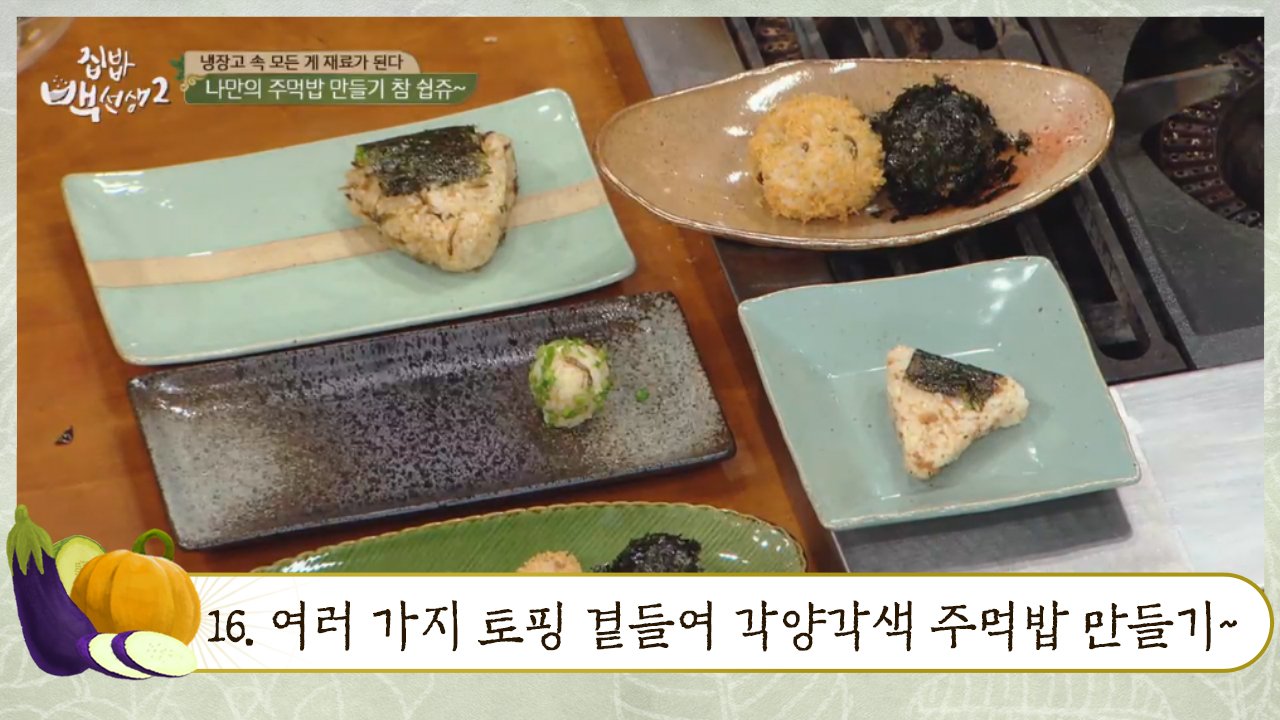 집밥
백선생2
냉장고 속 모든 게 재료가 된다
나만의 주먹밥 만들기 참 쉽쥬~
16. 여러 가지 토핑 곁들여 각양각색 주먹밥 만들기~